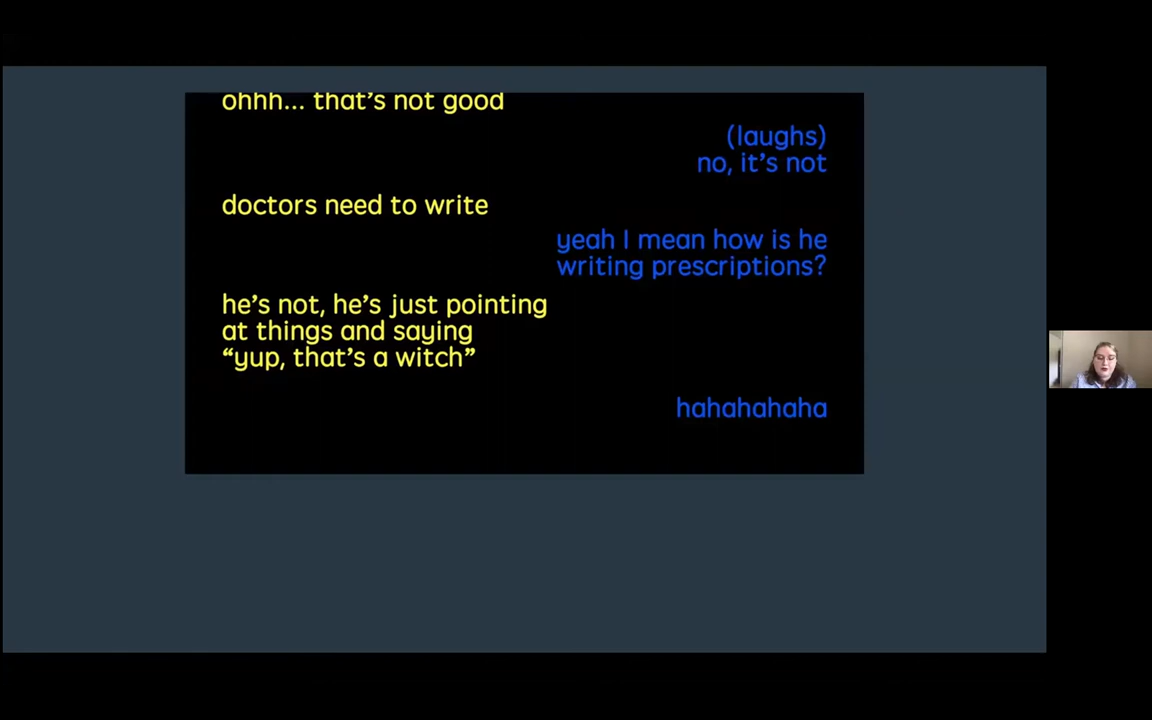 ohhh... that's not good
(laughs)
no, it's not
doctors need to write
yeah I mean how is he
writing prescriptions?
he's not, he's just pointing
at things and saying
“yup, that's a witch”
hahahahaha